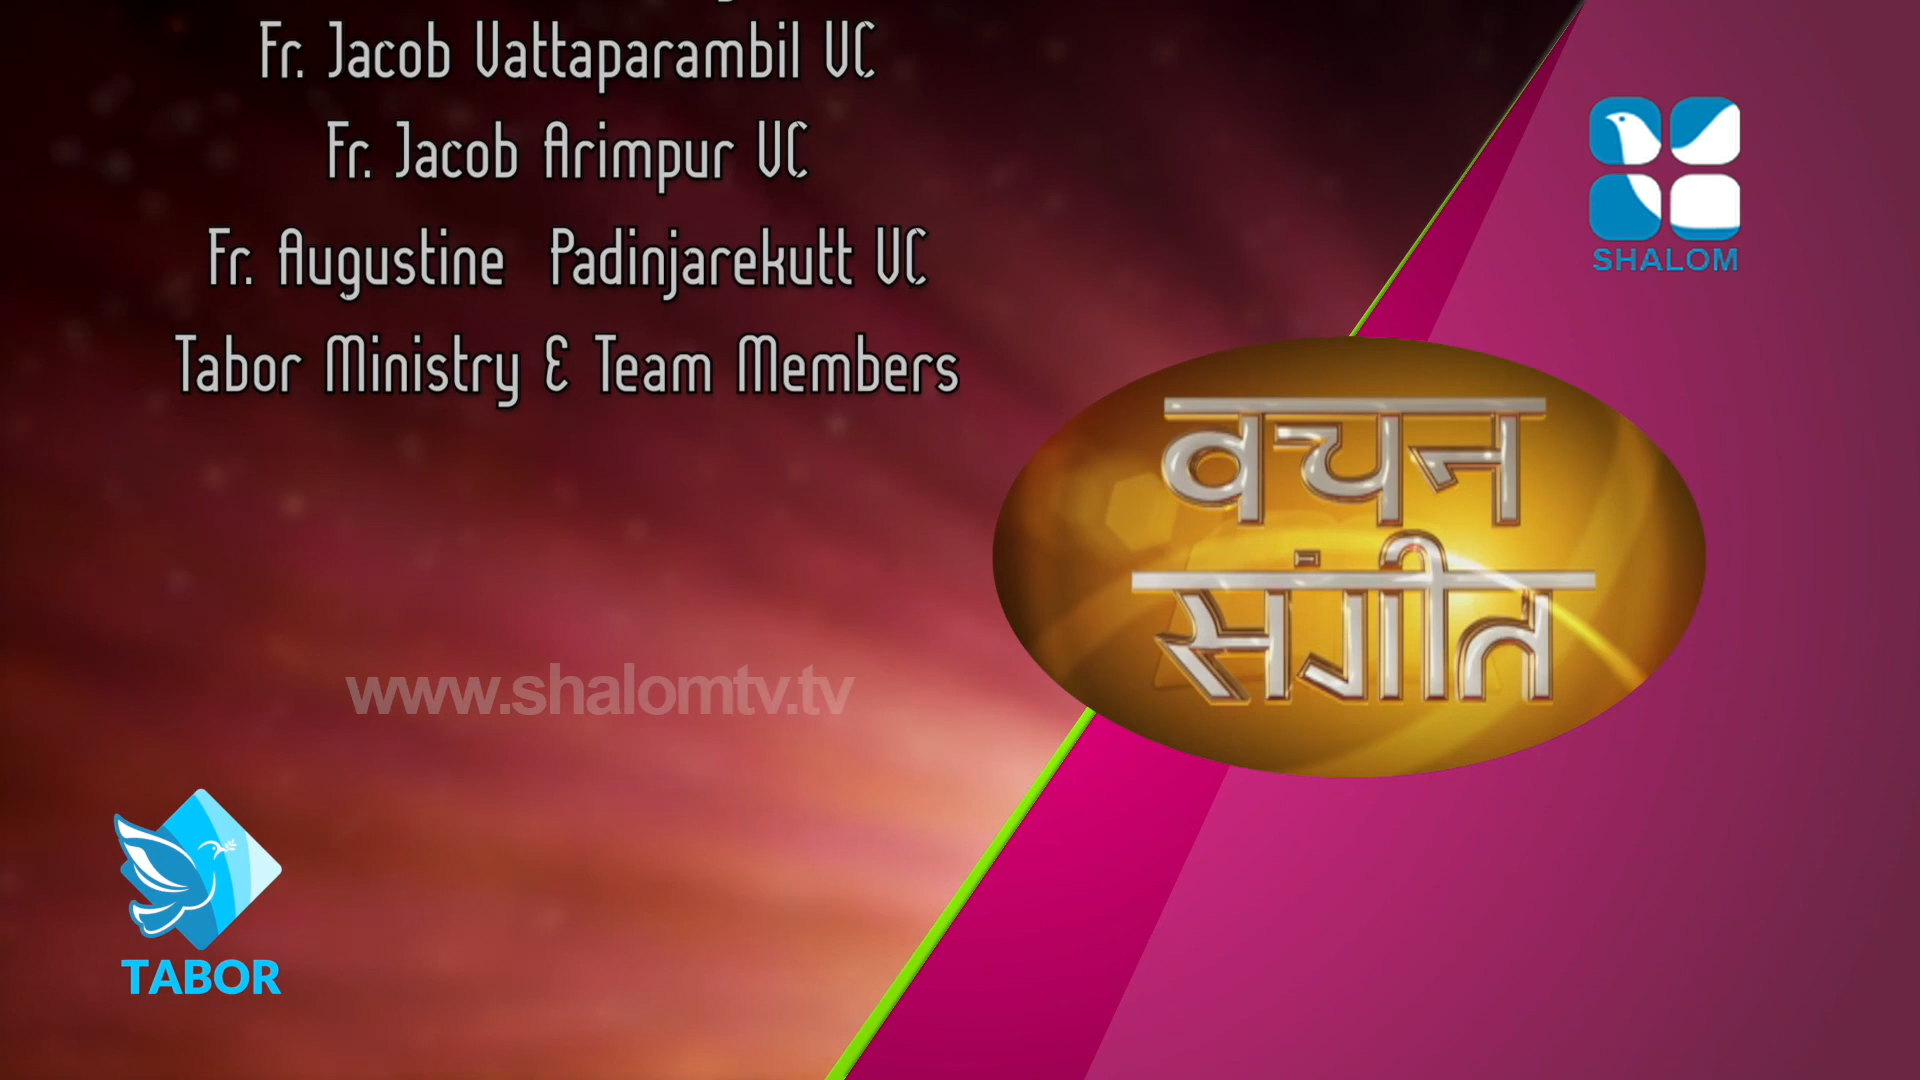 Fr. Jacob Vattaparambil VC
Fr. Jacob Arimpur VC
Fr. Augustine Padinjarekutt VC
Tabor Ministry & Team Members
SHALOM
वचन
संगीत
www.shalomtv.tv
TABOR